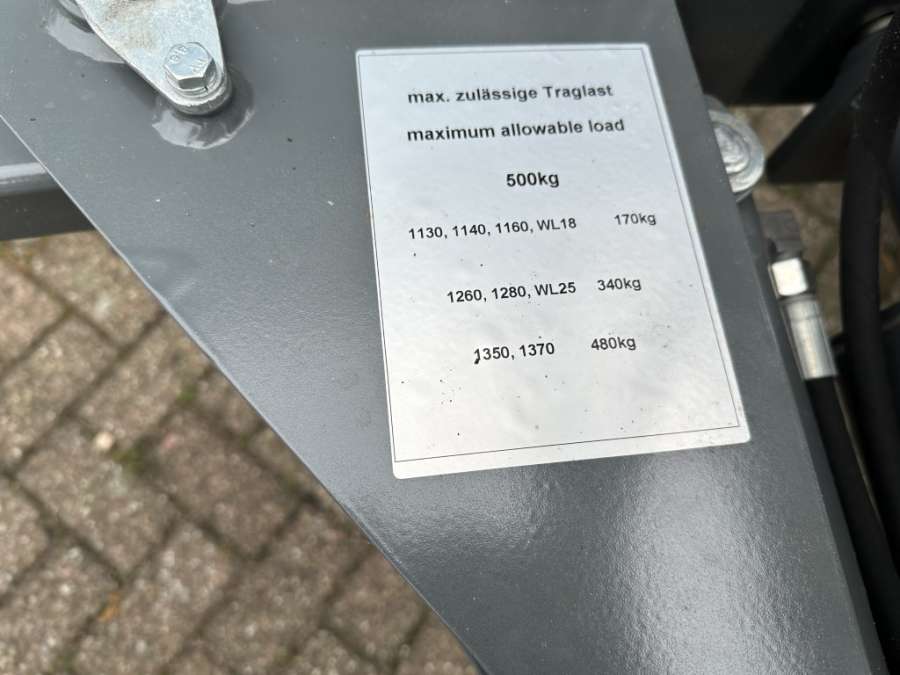 max. zulässige Traglast
maximum allowable load
500kg
1130, 1140, 1160, WL18 170kg
1260, 1280, WL25 340kg
1350, 1370 480kg